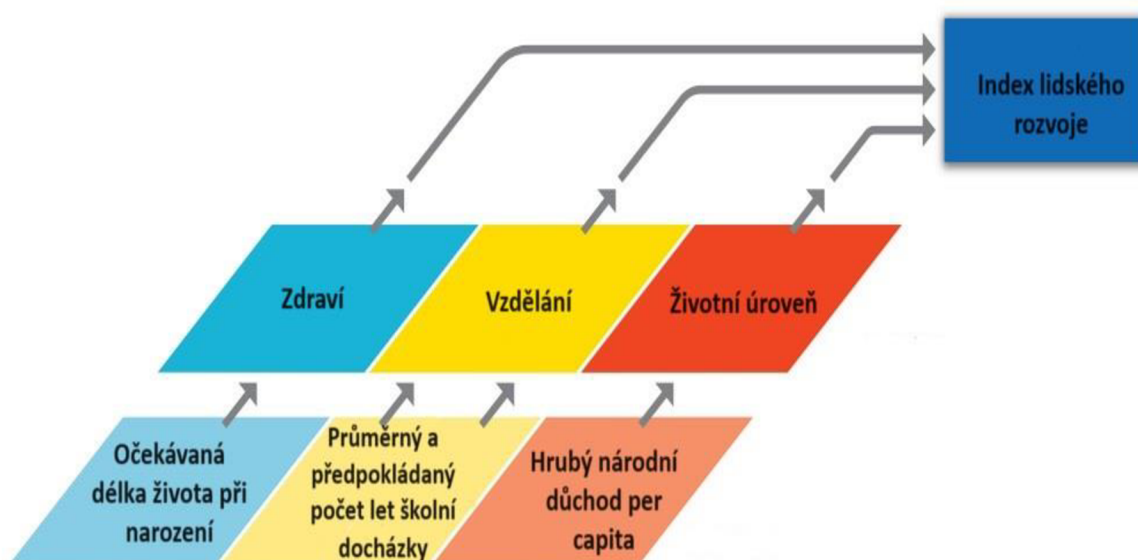 Index lidského
rozvoje
Zdraví
Vzdělání
Životní úroveň
Očekávaná
délka života při
narození
Průměrný a
předpokládaný
počet let školní
docházky
Hrubý národní
důchod per
capita